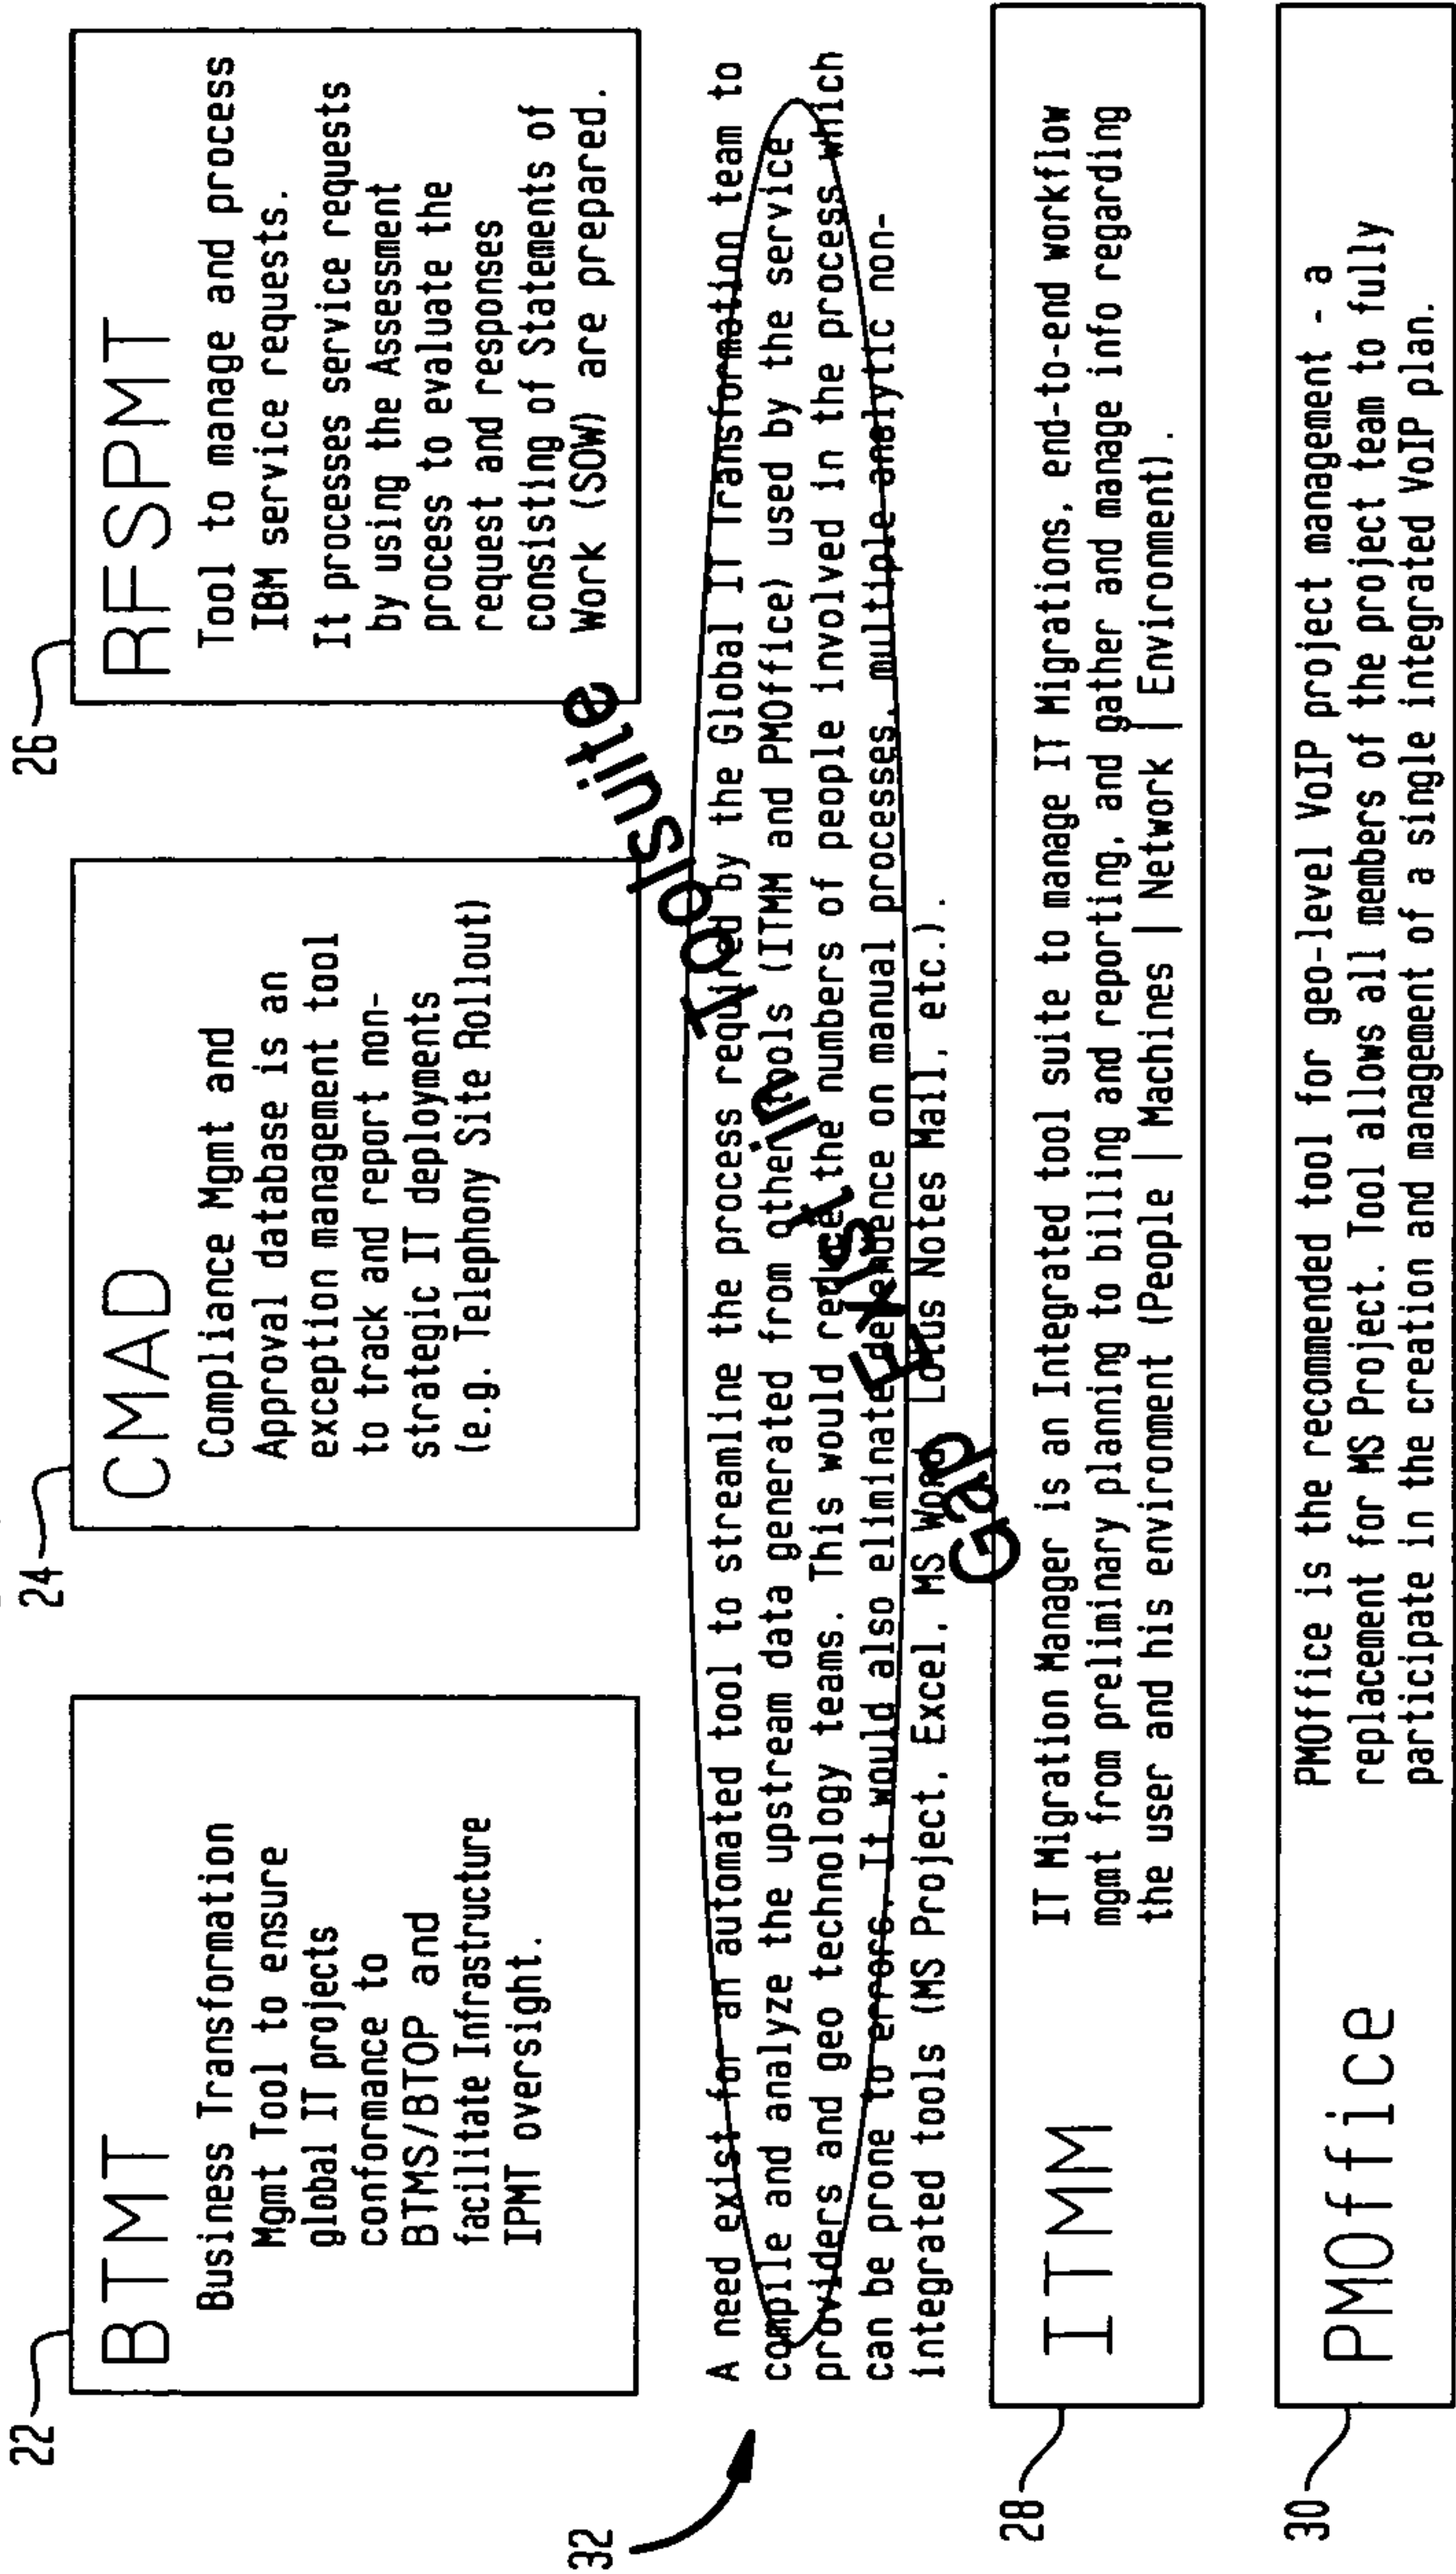 22
BTMT
Business Transformation
Mgmt Tool to ensure
global IT projects
conformance to
BTMS/BTOP and
facilitate Infrastructure
IPMT oversight.
24
CMAD
Compliance Mgmt and
Approval database is an
exception management tool
to track and report non-
strategic IT deployments
(e.g. Telephony Site Rollout)
26
RFSPMT
Tool to manage and process
IBM service requests.
It processes service requests
by using the Assessment
process to evaluate the
request and responses
consisting of Statements of
Work (SOW) are prepared.
32
A need exist for an automated tool to streamline the process required by the Global IT Transformation team to
compile and analyze the upstream data generated from other tools (ITMM and PMOffice) used by the service
providers and geo technology teams. This would reduce the numbers of people involved in the process which
can be prone to errors. It would also eliminate dependence on manual processes, multiple analytic non-
integrated tools (MS Project, Excel, MS Word, Lotus Notes Mail, etc.).
Gap Exist in Toolsuite
28
ITMM
IT Migration Manager is an Integrated tool suite to manage IT Migrations, end-to-end workflow
mgmt from preliminary planning to billing and reporting, and gather and manage info regarding
the user and his environment (People | Machines | Network | Environment).
30
PMOffice
PMOffice is the recommended tool for geo-level VoIP project management - a
replacement for MS Project. Tool allows all members of the project team to fully
participate in the creation and management of a single integrated VoIP plan.